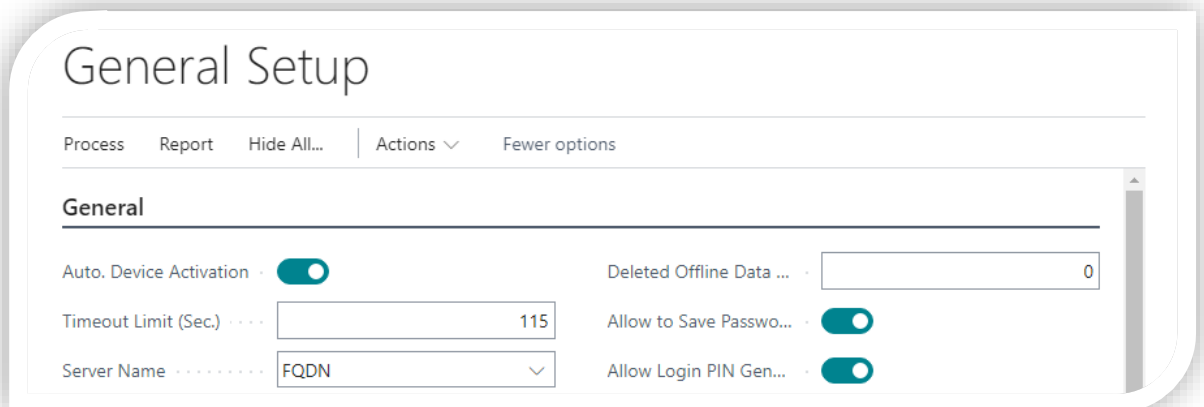 General Setup
Process Report Hide All... Actions Fewer options
General
Auto. Device Activation
Deleted Offline Data ... 0
Timeout Limit (Sec.) 115
Allow to Save Passwo...
Server Name FQDN
Allow Login PIN Gen...